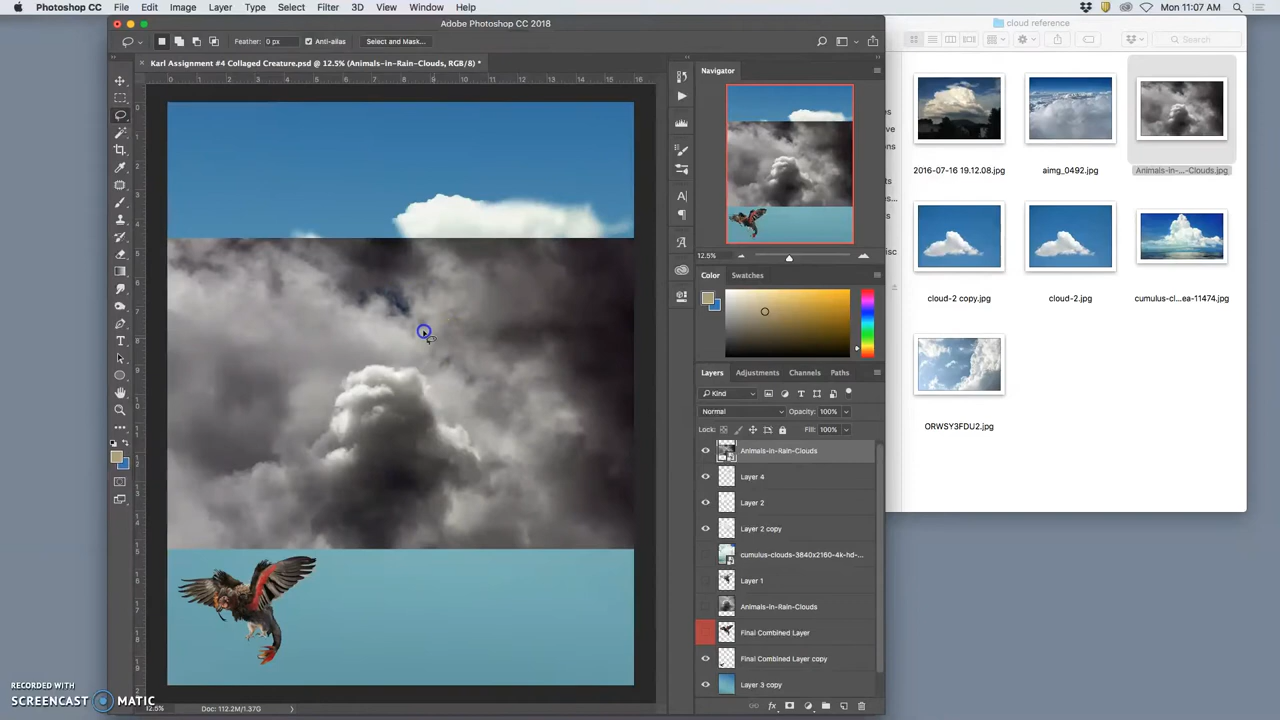 Photoshop CC File Edit Image Layer Type Select Filter 3D View Window Help Mon 11:07 AM
Adobe Photoshop CC 2018
cloud reference
Feather: 0 px Anti-alias Select and Mask...
Search
Karl Assignment #4 Collaged Creature.psd @ 12.5% (Animals-in-Rain-Clouds, RGB/8) *
Navigator
2016-07-16 19.12.08.jpg aimg_0492.jpg Animals-in-...-Clouds.jpg
12.5%
Color Swatches
cloud-2 copy.jpg cloud-2.jpg cumulus-cl...ea-11474.jpg
Layers Adjustments Channels Paths
Kind
Normal Opacity: 100%
Lock: Fill: 100%
ORWSY3FDU2.jpg
Animals-in-Rain-Clouds
Layer 4
Layer 2
Layer 2 copy
cumulus-clouds-3840x2160-4k-hd-...
Layer 1
Animals-in-Rain-Clouds
Final Combined Layer
Final Combined Layer copy
Layer 3 copy
RECORDED WITH
SCREENCAST MATIC
12.5% Doc: 112.2M/1.37G